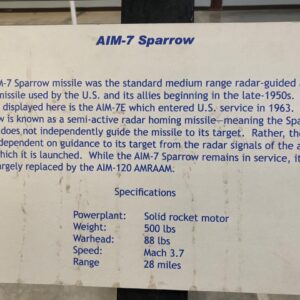 AIM-7 Sparrow
M-7 Sparrow missile was the standard medium range radar-guided
missile used by the U.S. and its allies beginning in the late-1950s.
displayed here is the AIM-7E which entered U.S. service in 1963.
w is known as a semi-active radar homing missile—meaning the Spa
does not independently guide the missile to its target. Rather, the
dependent on guidance to its target from the radar signals of the a
which it is launched. While the AIM-7 Sparrow remains in service, it
argely replaced by the AIM-120 AMRAAM.
Specifications
Powerplant: Solid rocket motor
Weight: 500 lbs
Warhead: 88 lbs
Speed: Mach 3.7
Range 28 miles